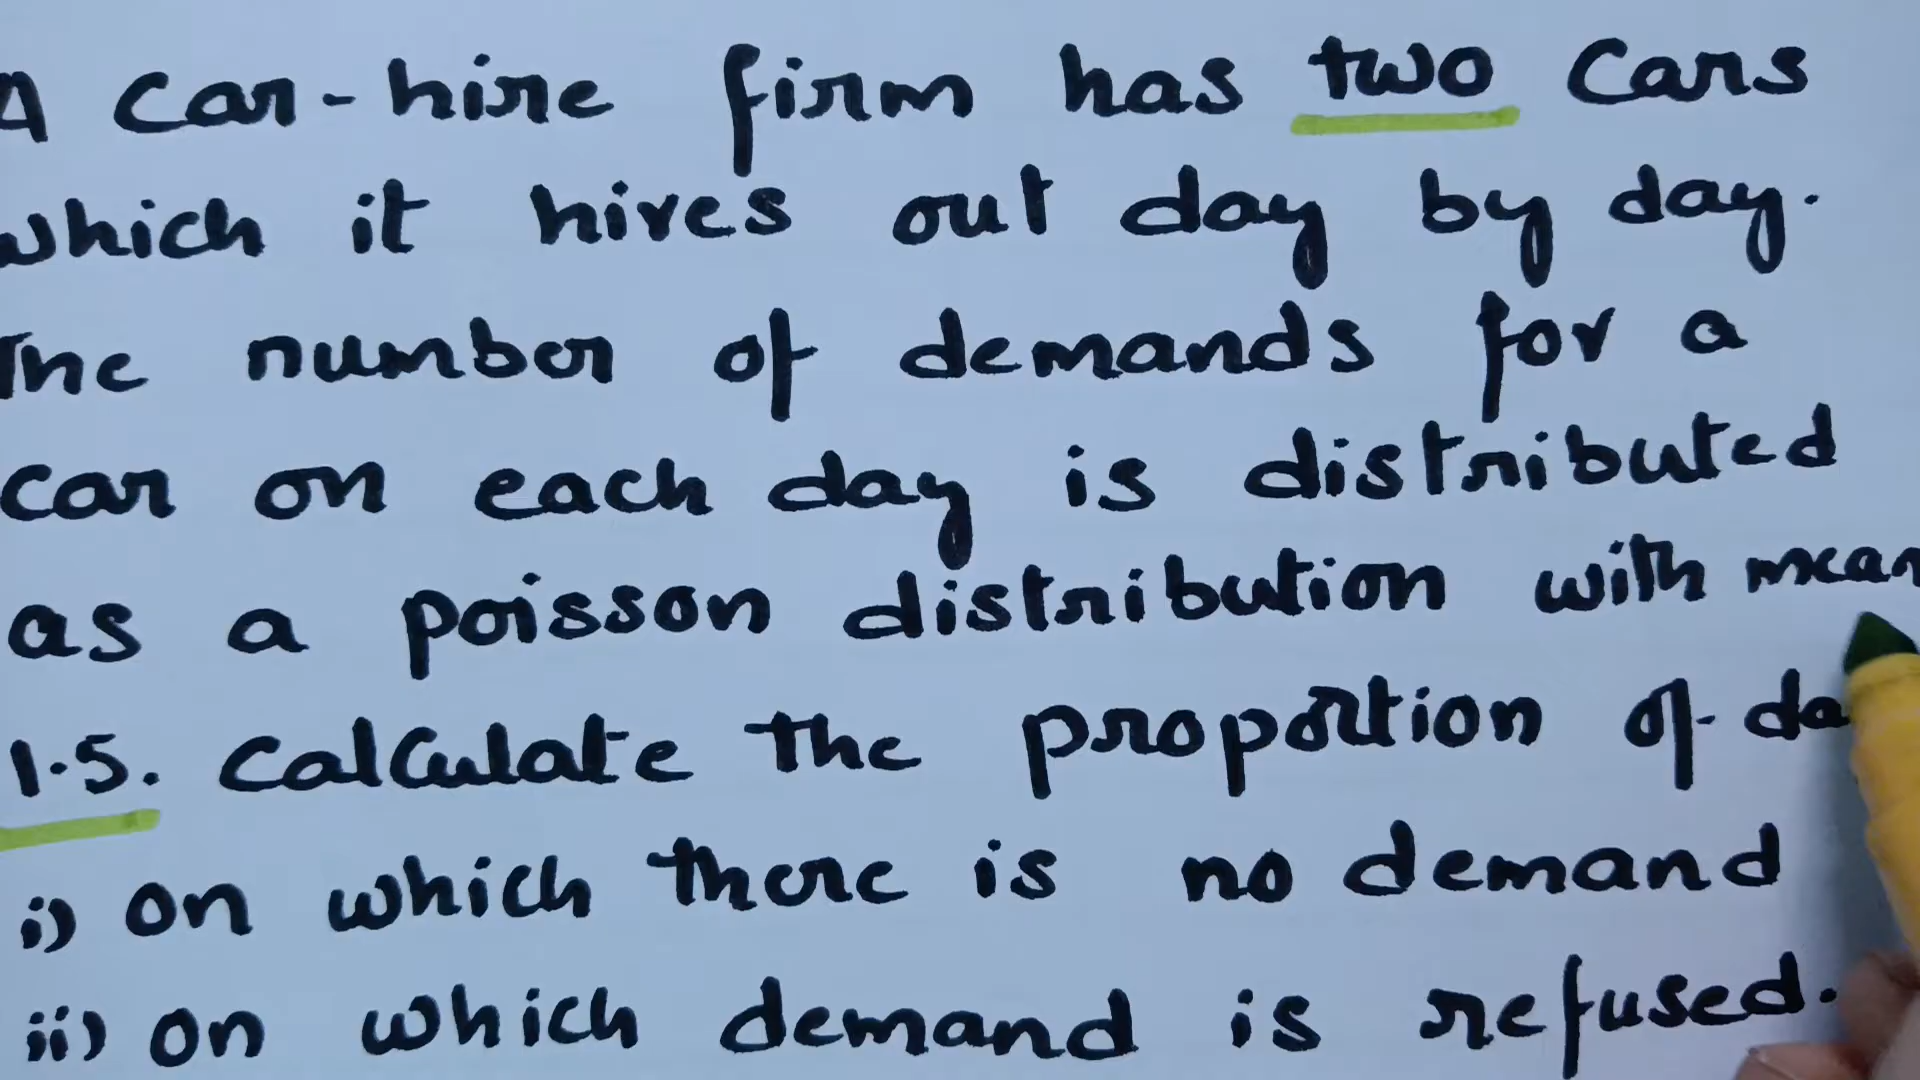 A car-hire firm has two cars
which it hires out day by day.
The number of demands for a
car on each day is distributed
as a poisson distribution with mean
1.5. Calculate the proportion of da
i) on which there is no demand
ii) on which demand is refused.